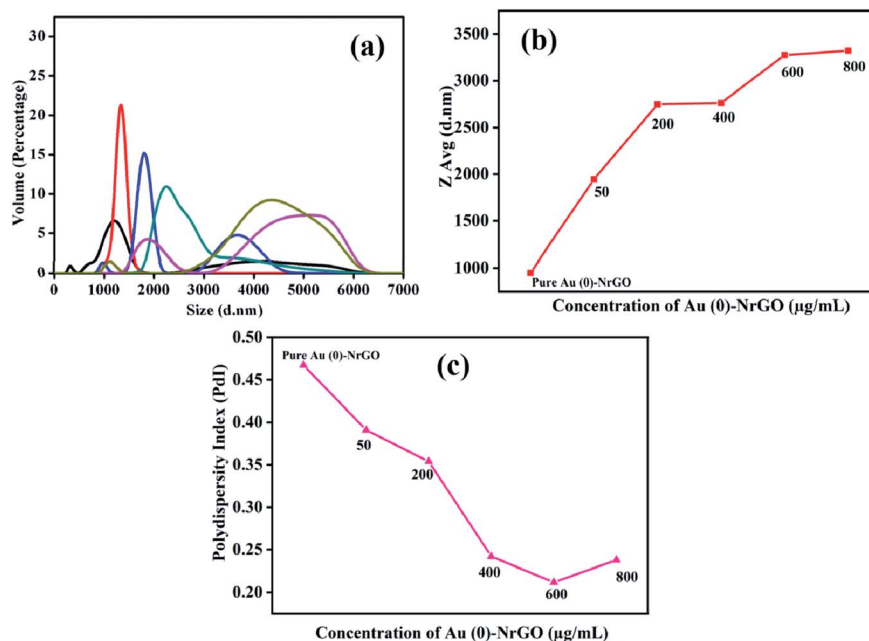 (a)
Volume (Percentage)
30
25
20
15
10
5
0
0 1000 2000 3000 4000 5000 6000 7000
Size (d.nm)
(b)
Z Avg (d.nm)
3500
3000
2500
2000
1500
1000
Pure Au (0)-NrGO
50
200
400
600
800
Concentration of Au (0)-NrGO (µg/mL)
(c)
Polydispersity Index (PdI)
0.50
0.45
0.40
0.35
0.30
0.25
0.20
Pure Au (0)-NrGO
50
200
400
600
800
Concentration of Au (0)-NrGO (µg/mL)